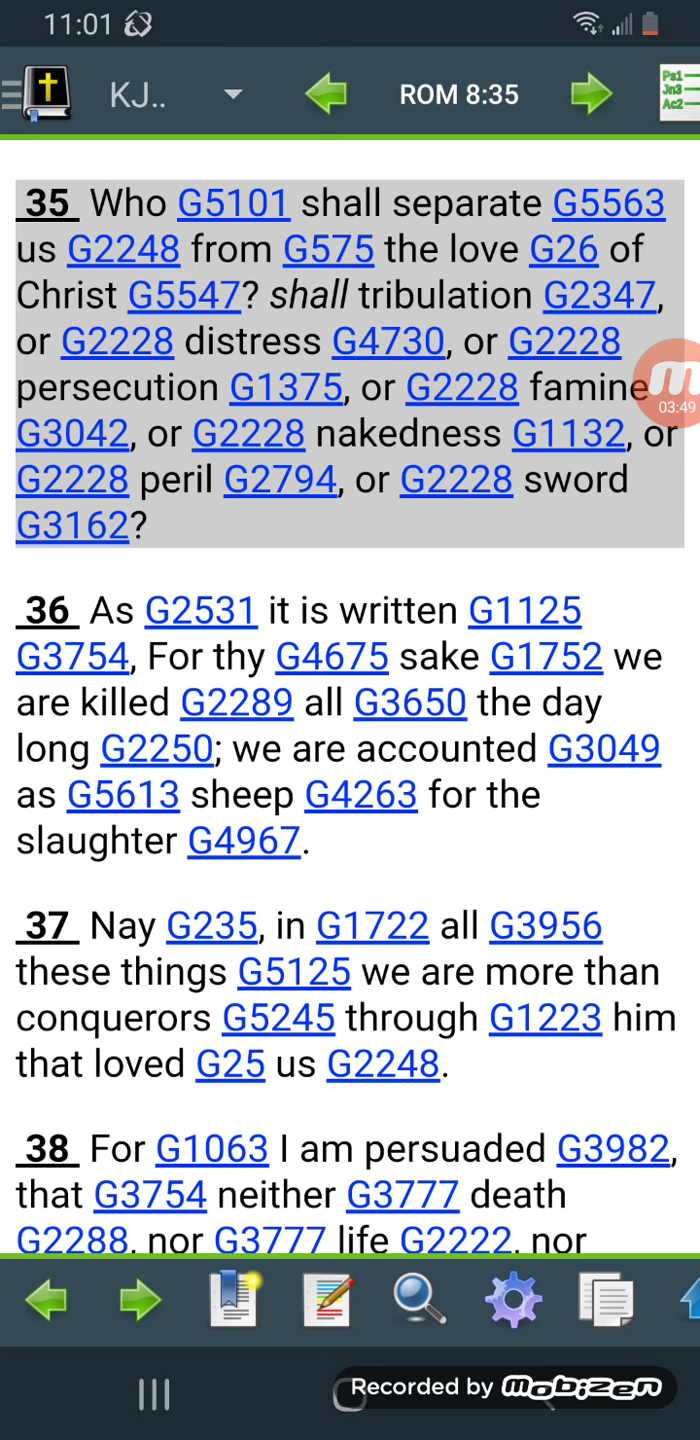 11:01
KJ..
ROM 8:35
Ps1
Jn3
Ac2
35 Who G5101 shall separate G5563
us G2248 from G575 the love G26 of
Christ G5547? shall tribulation G2347,
or G2228 distress G4730, or G2228
persecution G1375, or G2228 famine
03:49
G3042, or G2228 nakedness G1132, or
G2228 peril G2794, or G2228 sword
G3162?
36 As G2531 it is written G1125
G3754, For thy G4675 sake G1752 we
are killed G2289 all G3650 the day
long G2250; we are accounted G3049
as G5613 sheep G4263 for the
slaughter G4967.
37 Nay G235, in G1722 all G3956
these things G5125 we are more than
conquerors G5245 through G1223 him
that loved G25 us G2248.
38 For G1063 I am persuaded G3982,
that G3754 neither G3777 death
G2288, nor G3777 life G2222, nor
Recorded by Mobizen